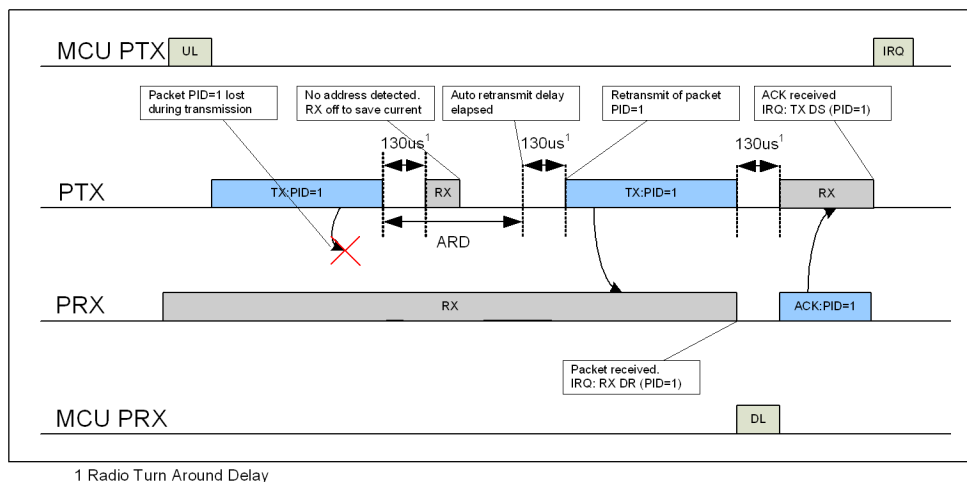 MCU PTX
UL
IRQ
Packet PID=1 lost
during transmission
No address detected.
RX off to save current
Auto retransmit delay
elapsed
Retransmit of packet
PID=1
ACK received
IRQ: TX DS (PID=1)
130us1
130us1
130us1
PTX
TX:PID=1
RX
TX:PID=1
RX
ARD
PRX
RX
ACK:PID=1
Packet received.
IRQ: RX DR (PID=1)
MCU PRX
DL
1 Radio Turn Around Delay